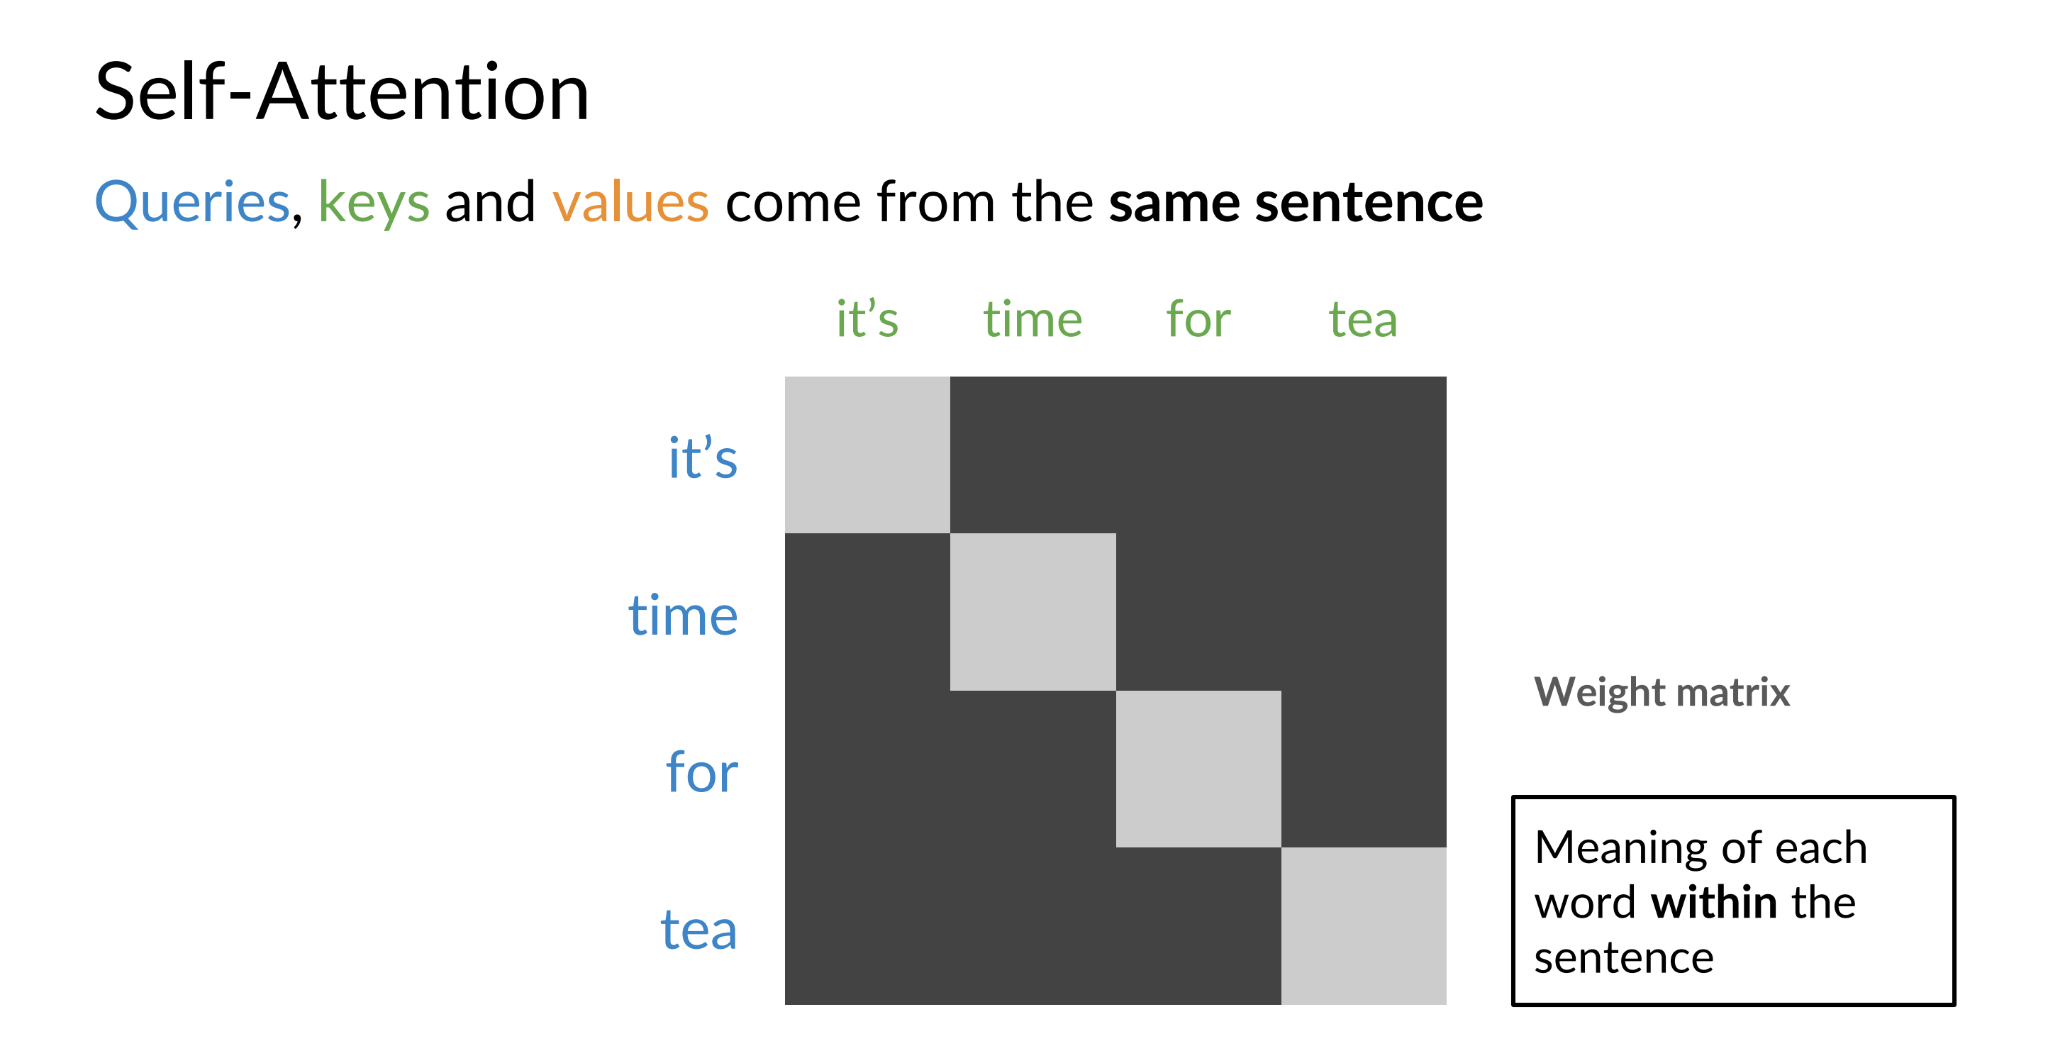 Self-Attention
Queries, keys and values come from the same sentence
it’s time for tea
it’s
time
for
tea
Weight matrix
Meaning of each
word within the
sentence